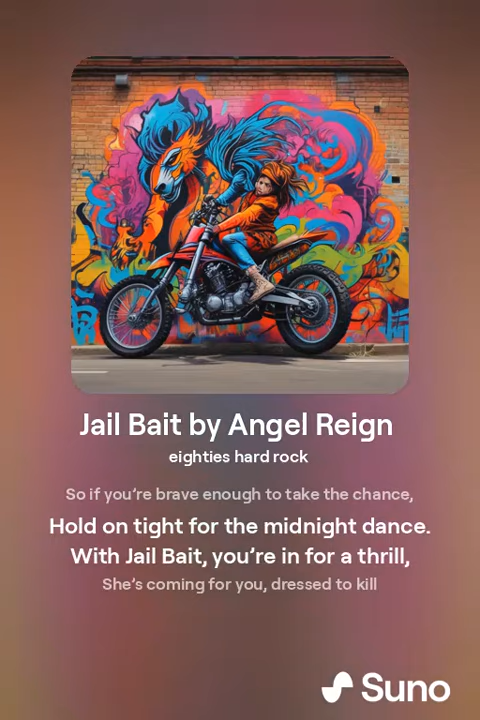 Jail Bait by Angel Reign
eighties hard rock
So if you're brave enough to take the chance,
Hold on tight for the midnight dance.
With Jail Bait, you're in for a thrill,
She's coming for you, dressed to kill
Suno